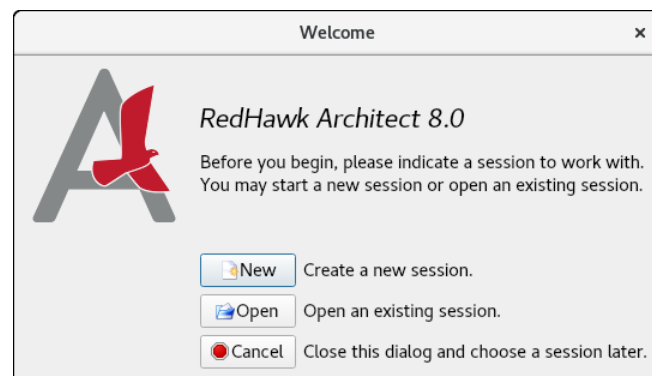 Welcome
RedHawk Architect 8.0
Before you begin, please indicate a session to work with.
You may start a new session or open an existing session.
New Create a new session.
Open Open an existing session.
Cancel Close this dialog and choose a session later.